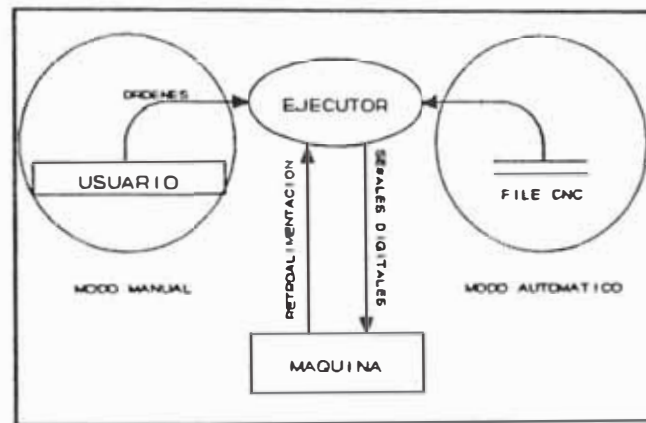 ORDENES
EJECUTOR
USUARIO
FILE CNC
RETROALIMENTACION
SEÑALES DIGITALES
MODO MANUAL
MODO AUTOMATICO
MAQUINA